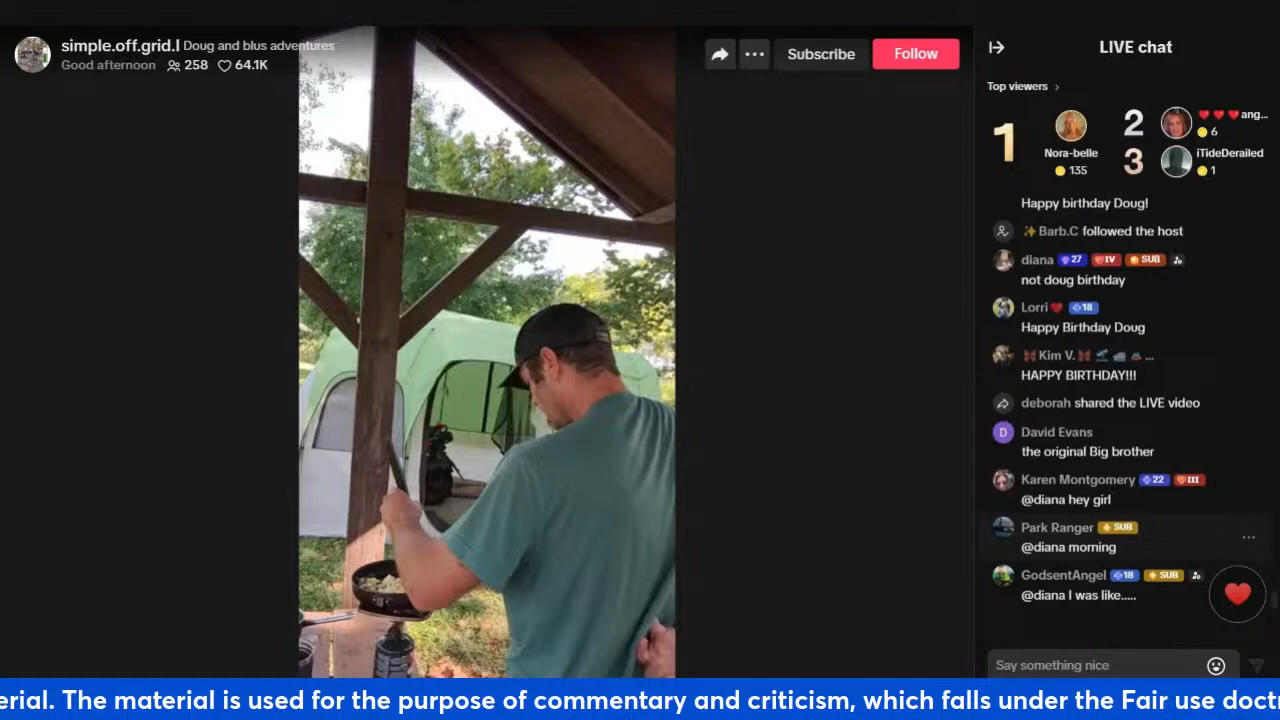 simple.off.grid.l Doug and blus adventures
Good afternoon 258 64.1K
Subscribe
Follow
LIVE chat
Top viewers
1
Nora-belle
135
2
ang...
6
3
iTideDerailed
1
Happy birthday Doug!
Barb.C followed the host
diana 27 IV SUB
not doug birthday
Lorri 18
Happy Birthday Doug
Kim V. ...
HAPPY BIRTHDAY!!!
deborah shared the LIVE video
D David Evans
the original Big brother
Karen Montgomery 22 III
@diana hey girl
Park Ranger SUB
@diana morning
GodsentAngel 18 SUB
@diana I was like.....
Say something nice
erial. The material is used for the purpose of commentary and criticism, which falls under the Fair use doct